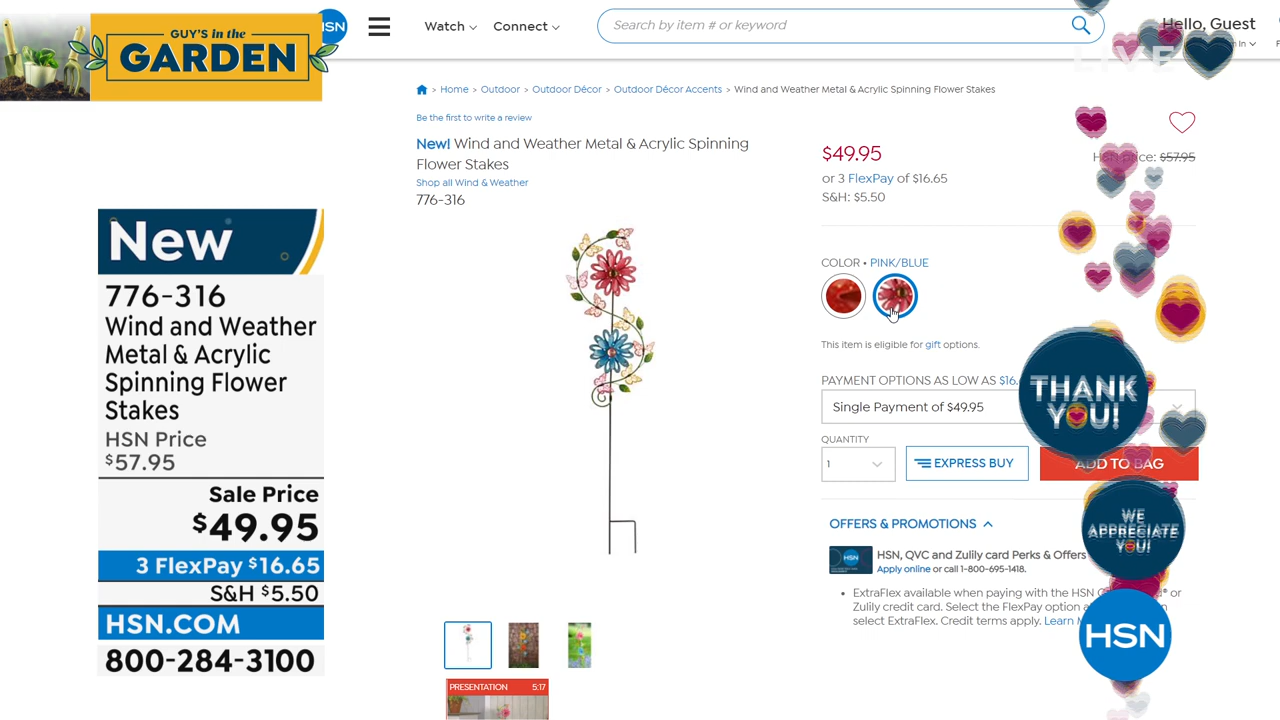 GUY'S in the
GARDEN
HSN
Watch
Connect
Search by item # or keyword
Hello, Guest
LIVE
Home > Outdoor > Outdoor Décor > Outdoor Décor Accents > Wind and Weather Metal & Acrylic Spinning Flower Stakes
Be the first to write a review
New! Wind and Weather Metal & Acrylic Spinning
Flower Stakes
Shop all Wind & Weather
776-316
$49.95
HSN price: $57.95
or 3 FlexPay of $16.65
S&H: $5.50
COLOR • PINK/BLUE
This item is eligible for gift options.
PAYMENT OPTIONS AS LOW AS $16.
Single Payment of $49.95
QUANTITY
1
EXPRESS BUY
ADD TO BAG
OFFERS & PROMOTIONS
HSN, QVC and Zulily card Perks & Offers
Apply online or call 1-800-695-1418.
• ExtraFlex available when paying with the HSN or
Zulily credit card. Select the FlexPay option
select ExtraFlex. Credit terms apply. Learn
PRESENTATION 5:17
New
776-316
Wind and Weather
Metal & Acrylic
Spinning Flower
Stakes
HSN Price
$57.95
Sale Price
$49.95
3 FlexPay $16.65
S&H $5.50
HSN.COM
800-284-3100
THANK
YOU!
WE
APPRECIATE
YOU!
HSN